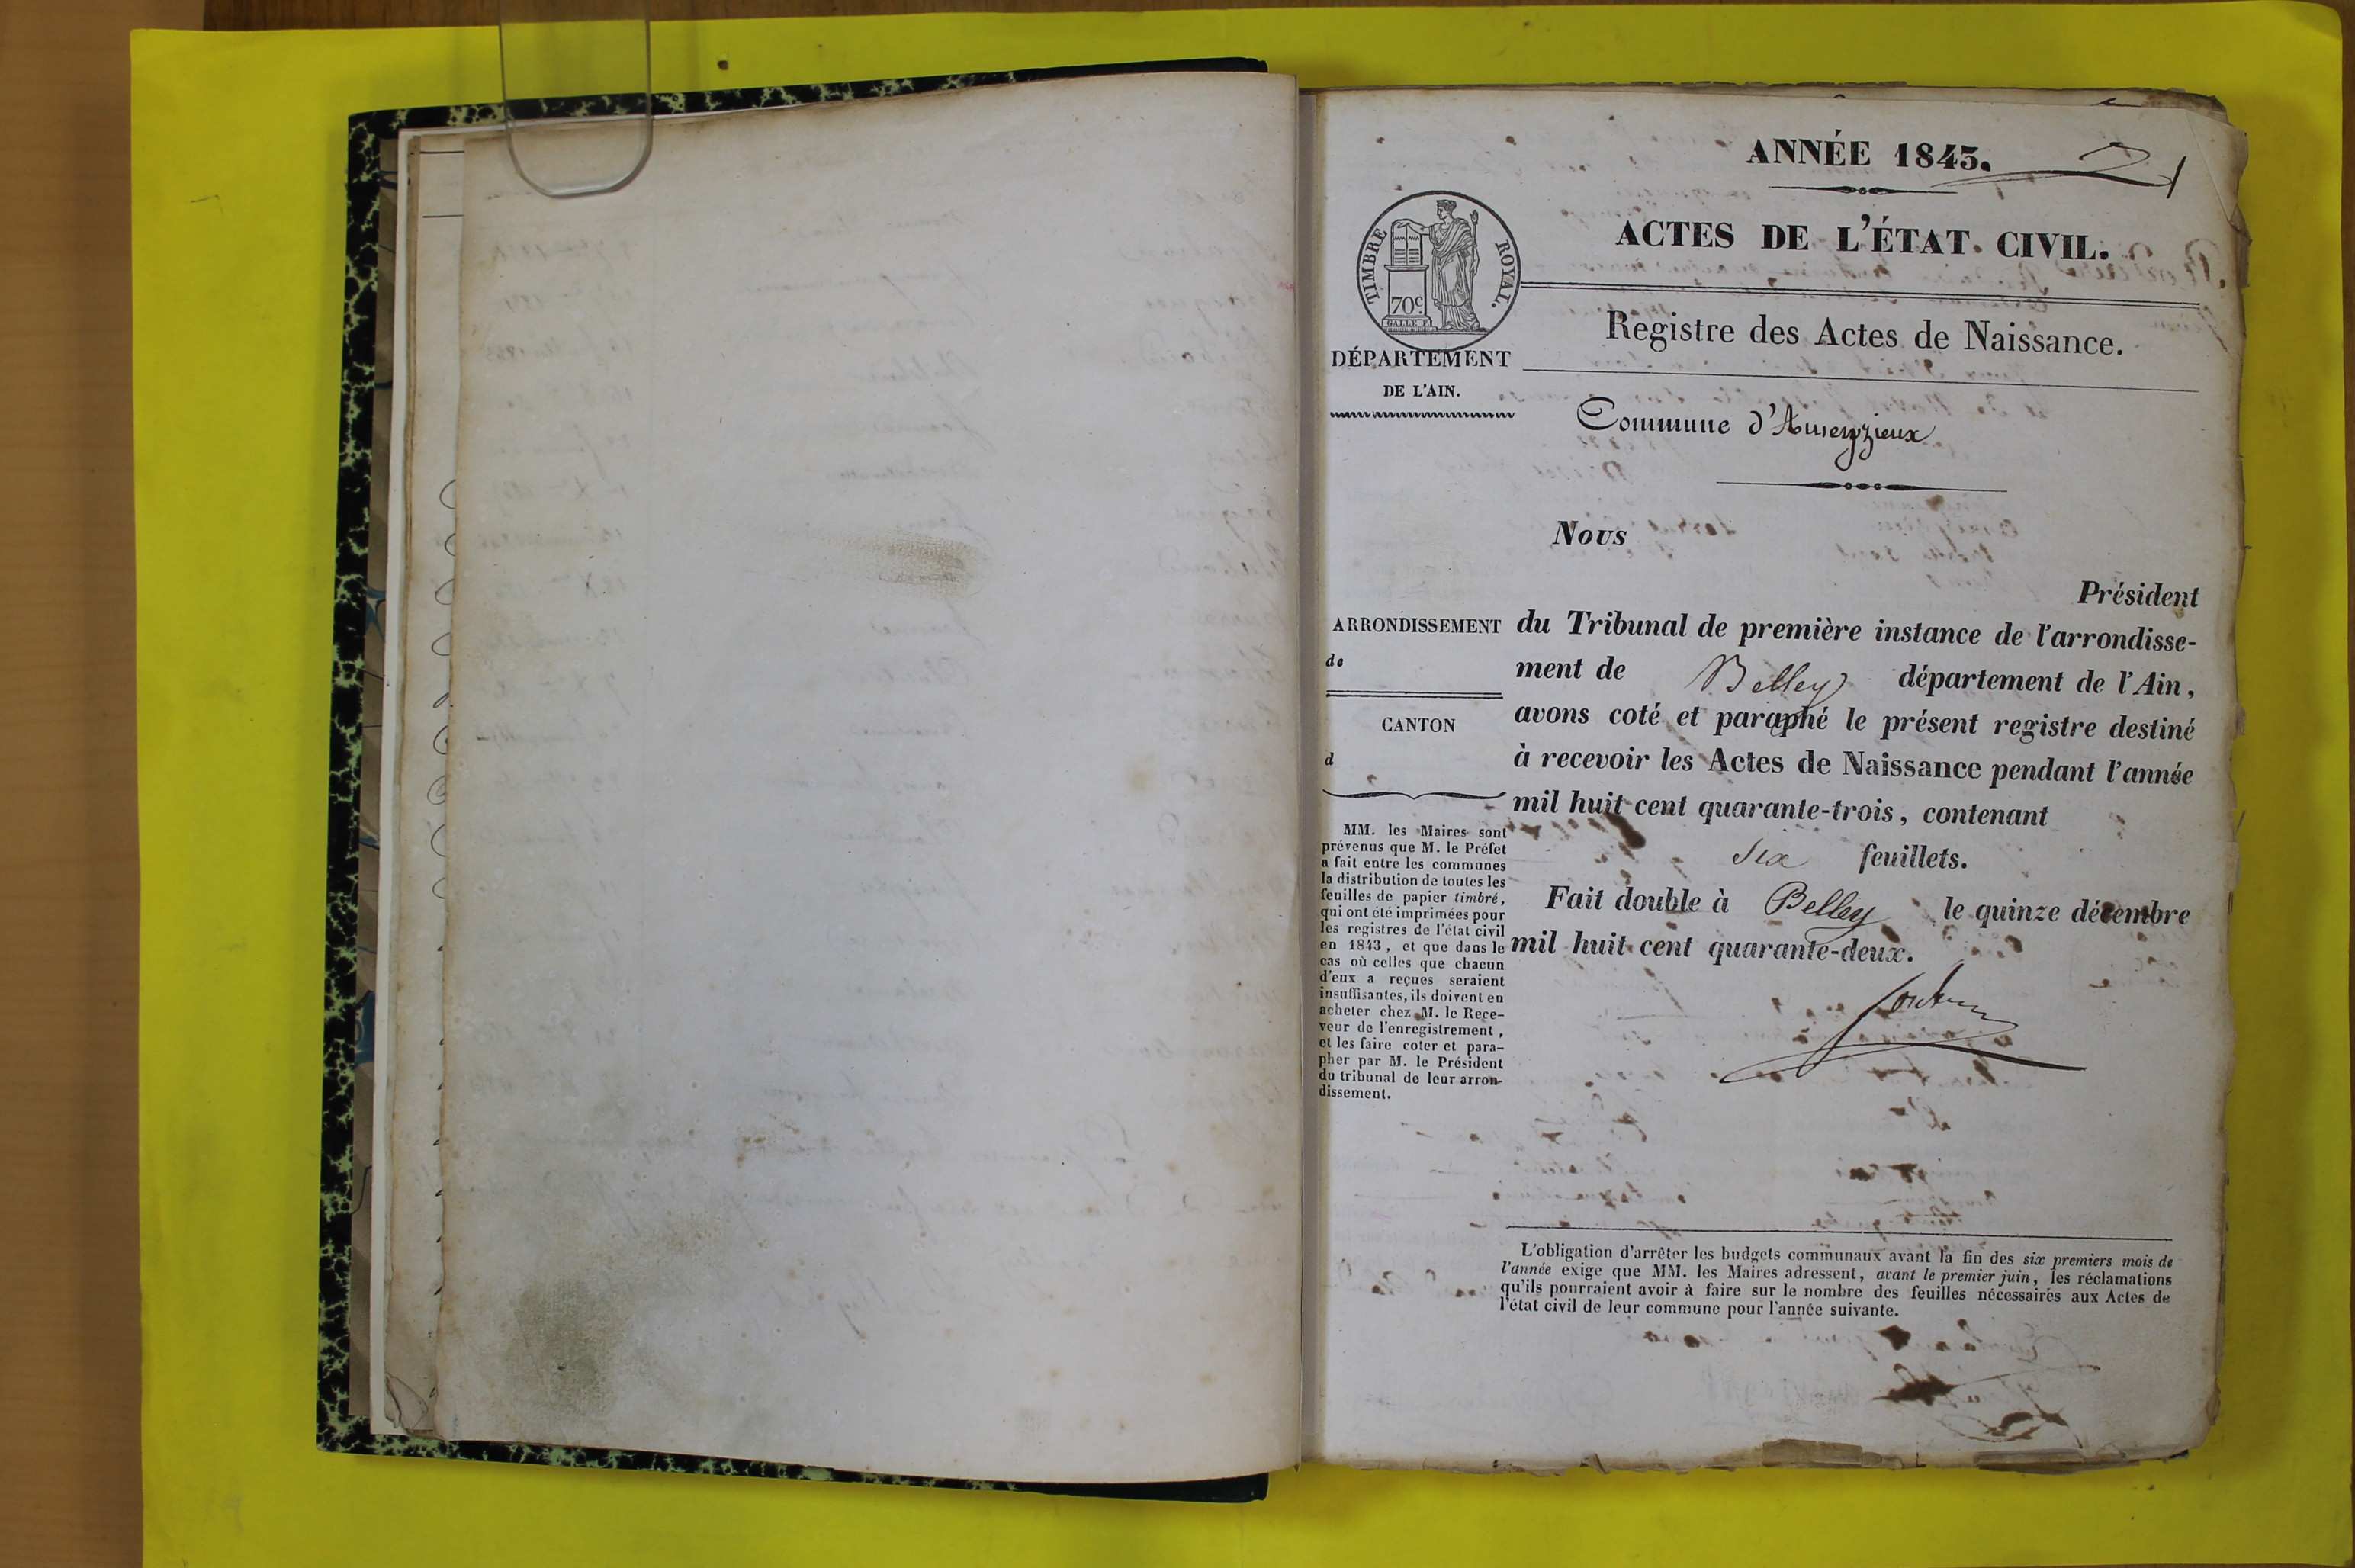 ANNÉE 1843.
ACTES DE L'ÉTAT CIVIL.
TIMBRE ROYAL.
70c
Registre des Actes de Naissance.
DÉPARTEMENT
DE L'AIN.
Commune d'Ameyzieux
Nous
Président
ARRONDISSEMENT
de
CANTON
d
du Tribunal de première instance de l'arrondisse-
ment de Belley département de l'Ain,
avons coté et paraphé le présent registre destiné
à recevoir les Actes de Naissance pendant l'année
mil huit cent quarante-trois, contenant
six feuillets.
Fait double à Belley le quinze décembre
mil huit cent quarante-deux.
MM. les Maires sont
prévenus que M. le Préfet
a fait entre les communes
la distribution de toutes les
feuilles de papier timbré,
qui ont été imprimées pour
les registres de l'état civil
en 1843, et que dans le
cas où celles que chacun
d'eux a reçues seraient
insuffisantes, ils doivent en
acheter chez M. le Rece-
veur de l'enregistrement,
et les faire coter et para-
pher par M. le Président
du tribunal de leur arron-
dissement.
L'obligation d'arrêter les budgets communaux avant la fin des six premiers mois de
l'année exige que MM. les Maires adressent, avant le premier juin, les réclamations
qu'ils pourraient avoir à faire sur le nombre des feuilles nécessaires aux Actes de
l'état civil de leur commune pour l'année suivante.